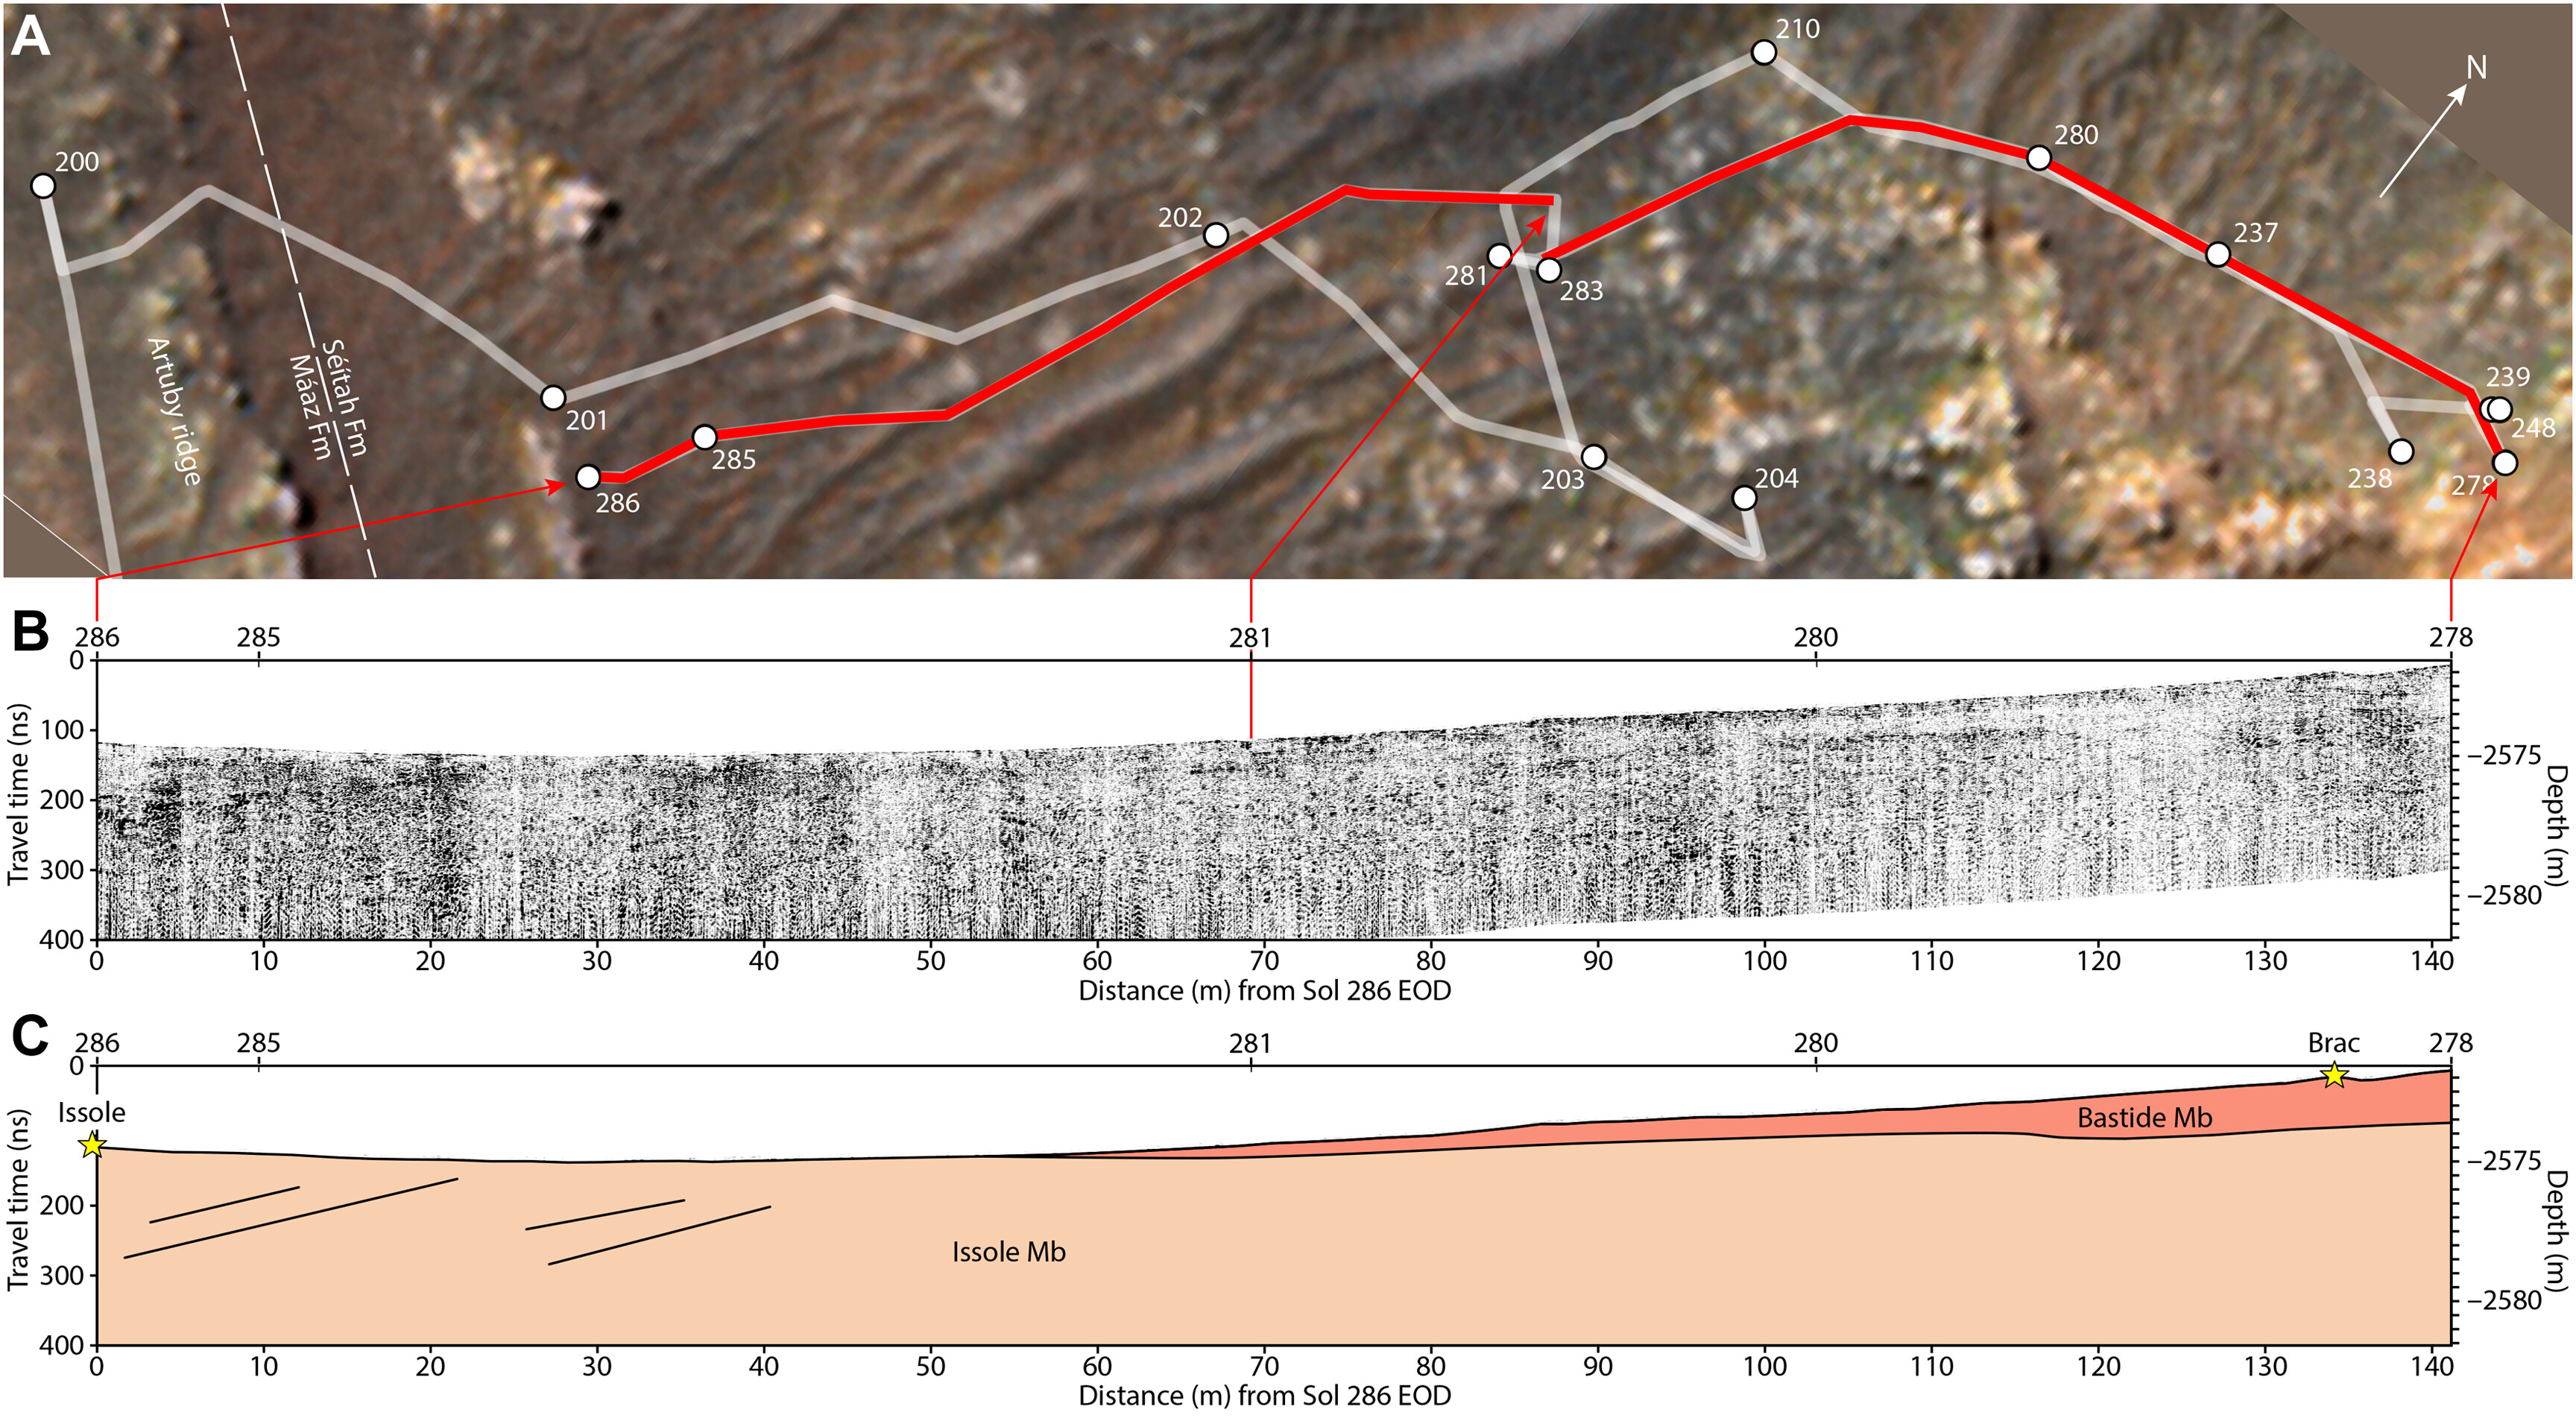 A
210
N
200
280
202
237
281
283
Artuby ridge
Séítah Fm
Máaz Fm
239
201
248
285
203
204
238
286
B
286 285 281 280 278
0
100
200
300
400
Travel time (ns)
−2575
−2580
Depth (m)
0 10 20 30 40 50 60 70 80 90 100 110 120 130 140
Distance (m) from Sol 286 EOD
C
286 285 281 280 Brac 278
0
Issole
200
300
400
Travel time (ns)
Bastide Mb
Issole Mb
−2575
−2580
Depth (m)
0 10 20 30 40 50 60 70 80 90 100 110 120 130 140
Distance (m) from Sol 286 EOD